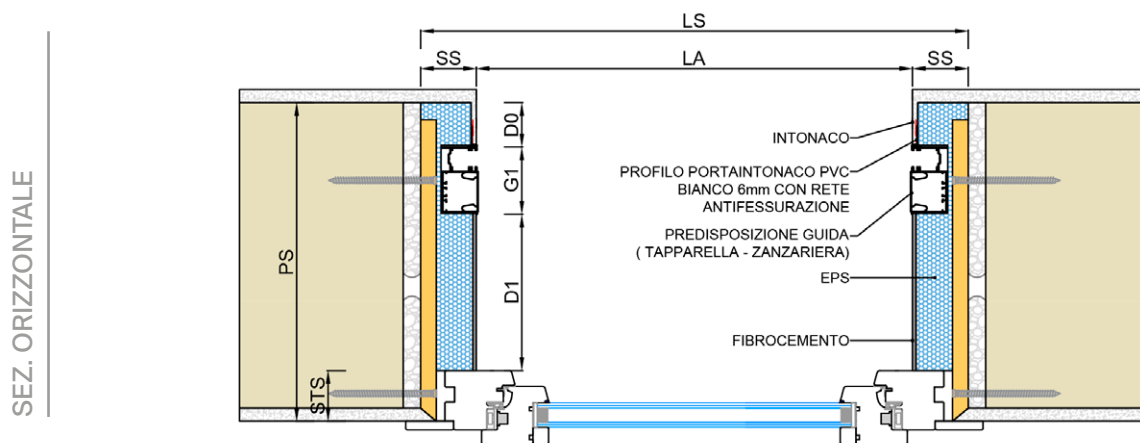 SEZ. ORIZZONTALE
LS
SS
LA
SS
D0
G1
PS
D1
STS
INTONACO
PROFILO PORTAINTONACO PVC
BIANCO 6mm CON RETE
ANTIFESSURAZIONE
PREDISPOSIZIONE GUIDA
( TAPPARELLA - ZANZARIERA)
EPS
FIBROCEMENTO